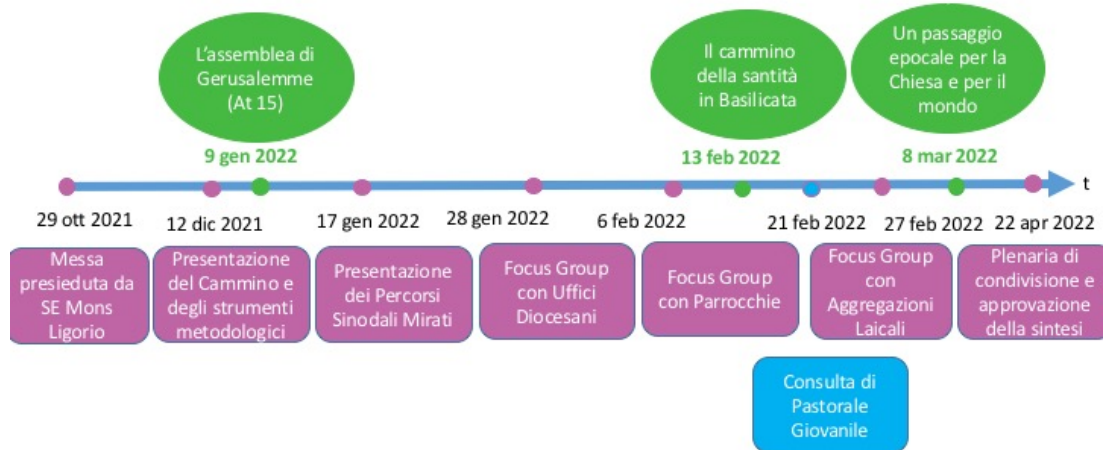 L'assemblea di
Gerusalemme
(At 15)
Il cammino
della santità
in Basilicata
Un passaggio
epocale per la
Chiesa e per il
mondo
9 gen 2022
13 feb 2022
8 mar 2022
t
29 ott 2021
12 dic 2021
17 gen 2022
28 gen 2022
6 feb 2022
21 feb 2022
27 feb 2022
22 apr 2022
Messa
presieduta da
SE Mons
Ligorio
Presentazione
del Cammino e
degli strumenti
metodologici
Presentazione
dei Percorsi
Sinodali Mirati
Focus Group
con Uffici
Diocesani
Focus Group
con Parrocchie
Focus Group
con
Aggregazioni
Laicali
Plenaria di
condivisione e
approvazione
della sintesi
Consulta di
Pastorale
Giovanile